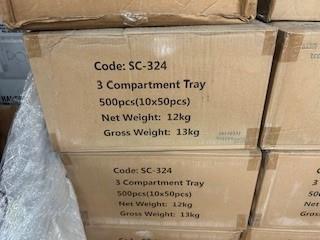 Code: SC-324
3 Compartment Tray
500pcs(10x50pcs)
Net Weight: 12kg
Gross Weight: 13kg
Code: SC-324
3 Compartment Tray
500pcs(10x50pcs)
Net Weight: 12kg
Gross Weight: 13kg